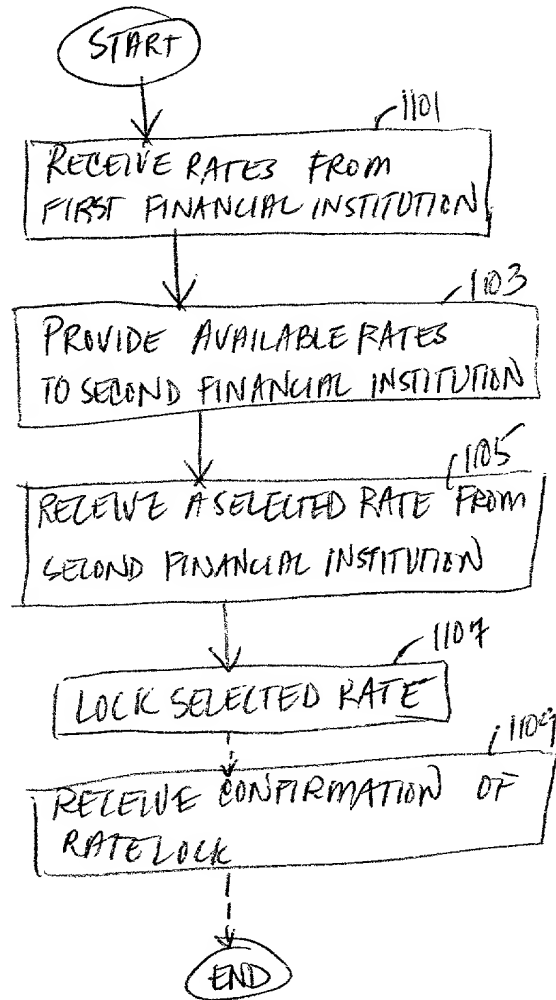 START
1101
RECEIVE RATES FROM
FIRST FINANCIAL INSTITUTION
1103
PROVIDE AVAILABLE RATES
TO SECOND FINANCIAL INSTITUTION
1105
RECEIVE A SELECTED RATE FROM
SECOND FINANCIAL INSTITUTION
1107
LOCK SELECTED RATE
1109
RECEIVE CONFIRMATION OF
RATE LOCK
END